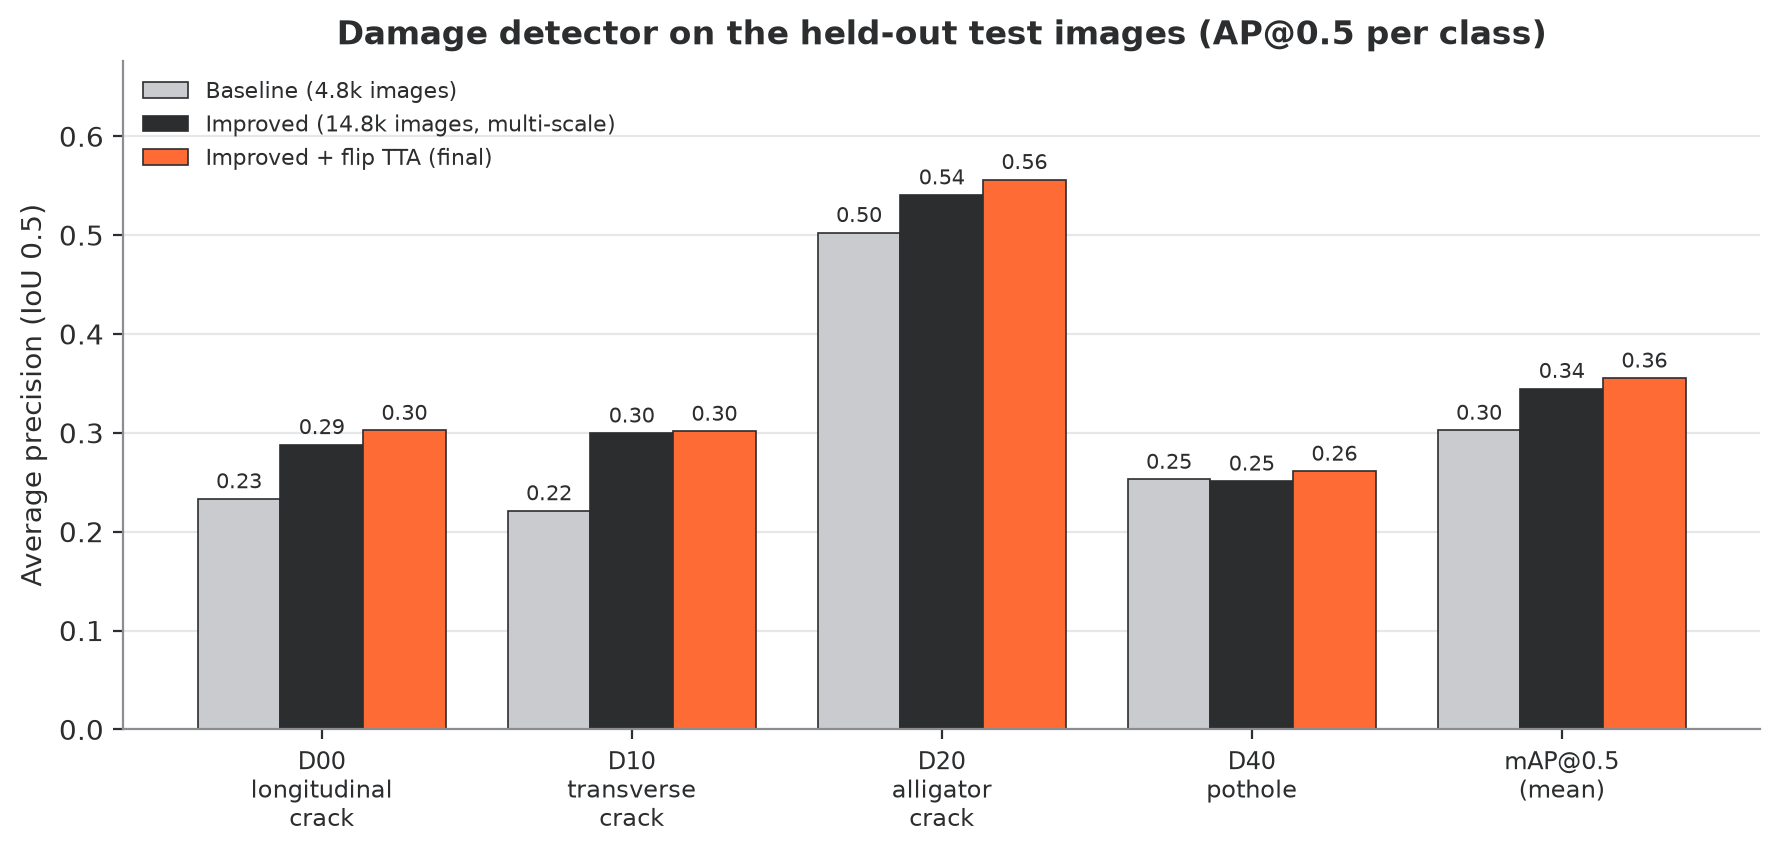 Damage detector on the held-out test images (AP@0.5 per class)
Baseline (4.8k images)
Improved (14.8k images, multi-scale)
Improved + flip TTA (final)
Average precision (IoU 0.5)
0.6
0.5
0.4
0.3
0.2
0.1
0.0
0.23
0.29
0.30
0.22
0.30
0.30
0.50
0.54
0.56
0.25
0.25
0.26
0.30
0.34
0.36
D00
longitudinal
crack
D10
transverse
crack
D20
alligator
crack
D40
pothole
mAP@0.5
(mean)